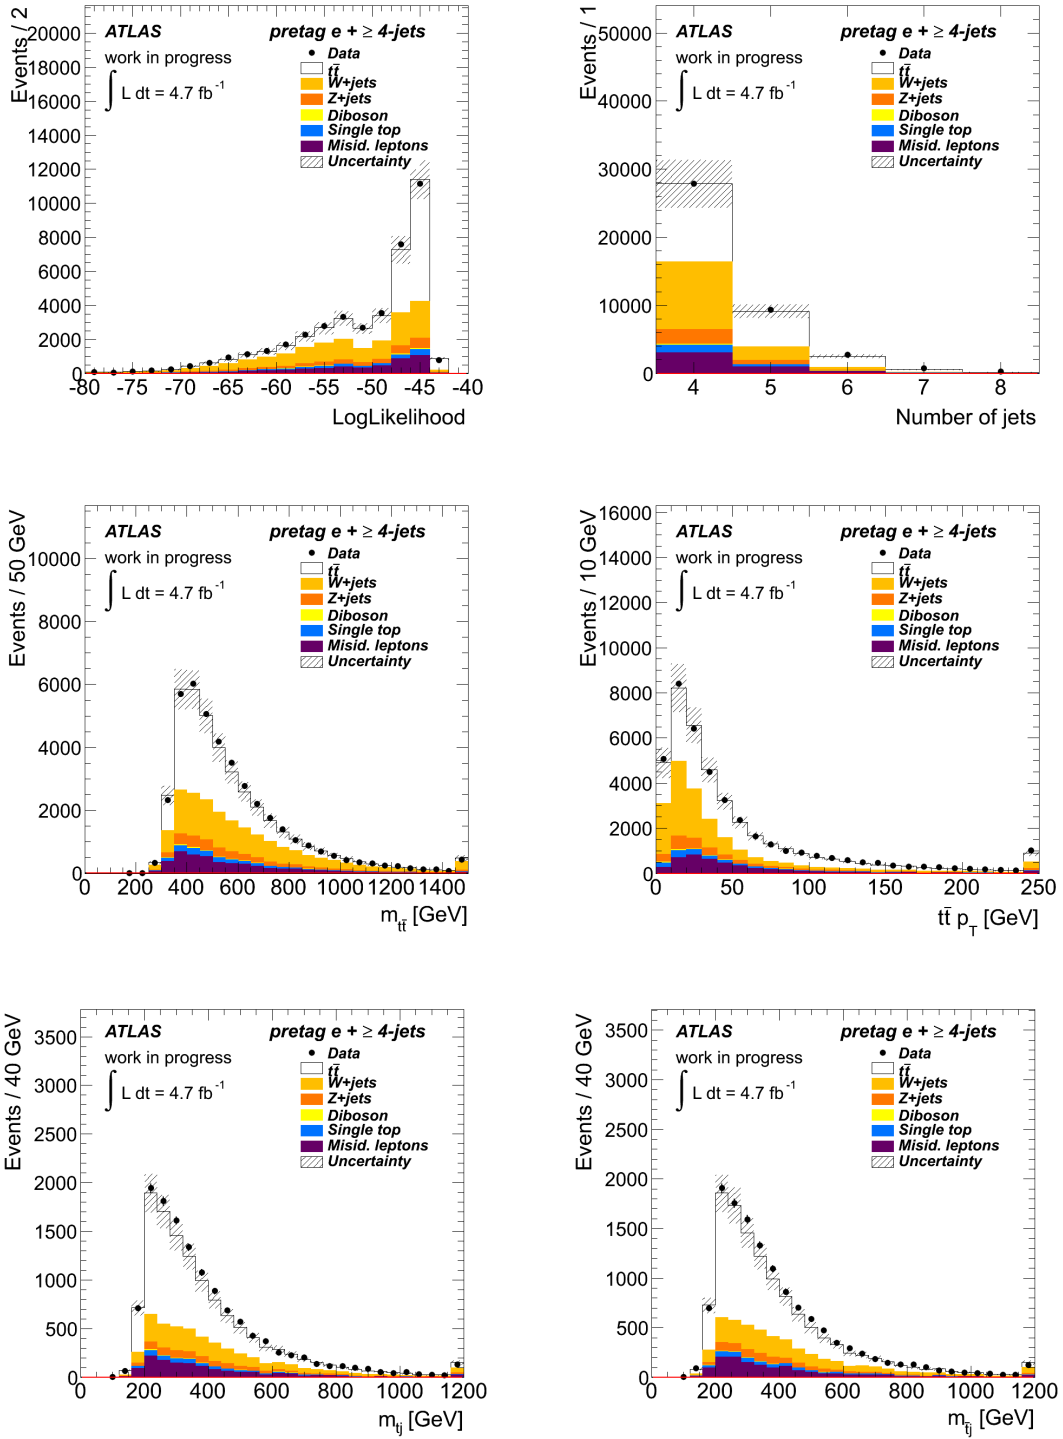 Events / 2
20000
18000
16000
14000
12000
10000
8000
6000
4000
2000
0
ATLAS
pretag e + ≥ 4-jets
work in progress
∫ L dt = 4.7 fb⁻¹
Data
tt̄
W+jets
Z+jets
Diboson
Single top
Misid. leptons
Uncertainty
-80 -75 -70 -65 -60 -55 -50 -45 -40
LogLikelihood
Events / 1
50000
40000
30000
20000
10000
0
ATLAS
pretag e + ≥ 4-jets
work in progress
∫ L dt = 4.7 fb⁻¹
Data
tt̄
W+jets
Z+jets
Diboson
Single top
Misid. leptons
Uncertainty
4 5 6 7 8
Number of jets
Events / 50 GeV
10000
8000
6000
4000
2000
0
ATLAS
pretag e + ≥ 4-jets
work in progress
∫ L dt = 4.7 fb⁻¹
Data
tt̄
W+jets
Z+jets
Diboson
Single top
Misid. leptons
Uncertainty
0 200 400 600 800 1000 1200 1400
m_tt̄ [GeV]
Events / 10 GeV
16000
14000
12000
10000
8000
6000
4000
2000
0
ATLAS
pretag e + ≥ 4-jets
work in progress
∫ L dt = 4.7 fb⁻¹
Data
tt̄
W+jets
Z+jets
Diboson
Single top
Misid. leptons
Uncertainty
0 50 100 150 200 250
tt̄ p_T [GeV]
Events / 40 GeV
3500
3000
2500
2000
1500
1000
500
0
ATLAS
pretag e + ≥ 4-jets
work in progress
∫ L dt = 4.7 fb⁻¹
Data
tt̄
W+jets
Z+jets
Diboson
Single top
Misid. leptons
Uncertainty
0 200 400 600 800 1000 1200
m_tj [GeV]
Events / 40 GeV
3500
3000
2500
2000
1500
1000
500
0
ATLAS
pretag e + ≥ 4-jets
work in progress
∫ L dt = 4.7 fb⁻¹
Data
tt̄
W+jets
Z+jets
Diboson
Single top
Misid. leptons
Uncertainty
0 200 400 600 800 1000 1200
m_t̄j [GeV]